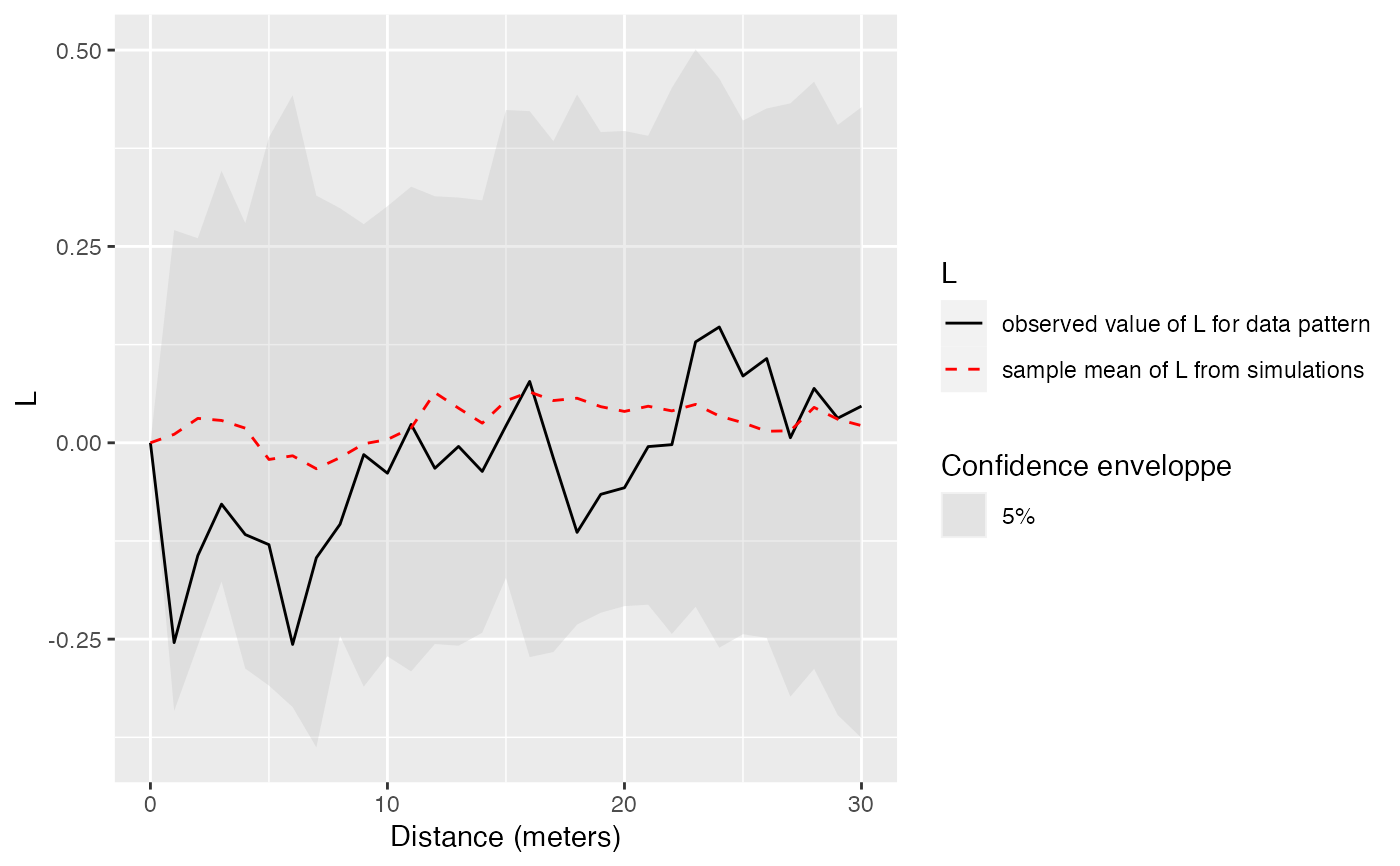 0.50
0.25
0.00
-0.25
L
0
10
20
30
Distance (meters)
L
observed value of L for data pattern
sample mean of L from simulations
Confidence enveloppe
5%